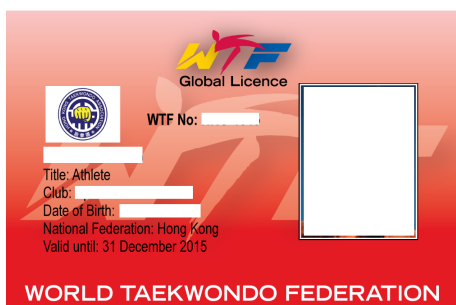 WTF
Global Licence
WTF No:
Title: Athlete
Club:
Date of Birth:
National Federation: Hong Kong
Valid until: 31 December 2015
WORLD TAEKWONDO FEDERATION